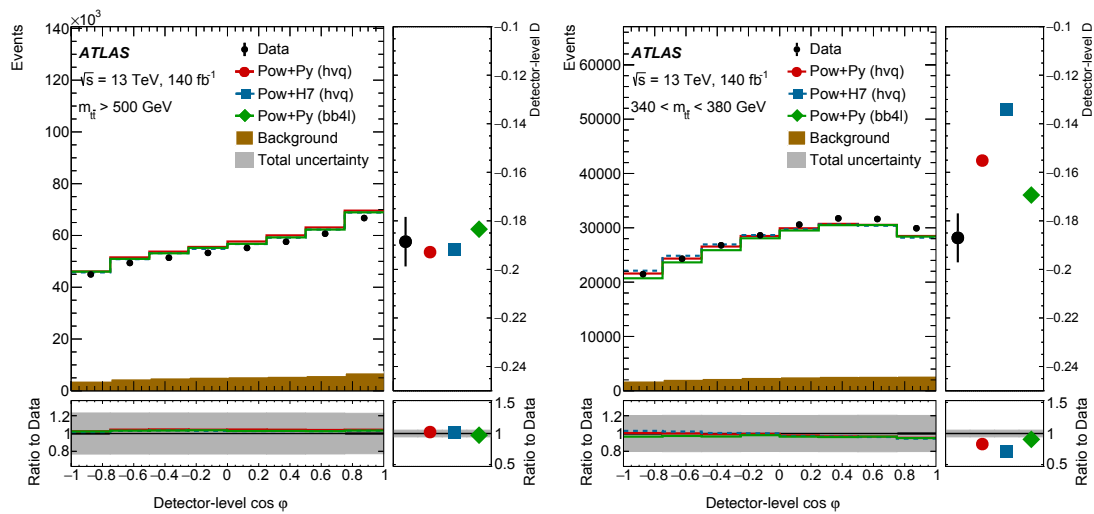 ×10³
Events
140
120
100
80
60
40
20
0
ATLAS
√s = 13 TeV, 140 fb⁻¹
m_tt̄ > 500 GeV
Data
Pow+Py (hvq)
Pow+H7 (hvq)
Pow+Py (bb4l)
Background
Total uncertainty
Detector-level D
−0.1
−0.12
−0.14
−0.16
−0.18
−0.2
−0.22
−0.24
Ratio to Data
1.2
1
0.8
−1 −0.8 −0.6 −0.4 −0.2 0 0.2 0.4 0.6 0.8 1
Detector-level cos φ
1.5
1
0.5
Ratio to Data
Events
60000
50000
40000
30000
20000
10000
0
ATLAS
√s = 13 TeV, 140 fb⁻¹
340 < m_tt̄ < 380 GeV
Data
Pow+Py (hvq)
Pow+H7 (hvq)
Pow+Py (bb4l)
Background
Total uncertainty
Detector-level D
−0.1
−0.12
−0.14
−0.16
−0.18
−0.2
−0.22
−0.24
Ratio to Data
1.2
1
0.8
−1 −0.8 −0.6 −0.4 −0.2 0 0.2 0.4 0.6 0.8 1
Detector-level cos φ
1.5
1
0.5
Ratio to Data